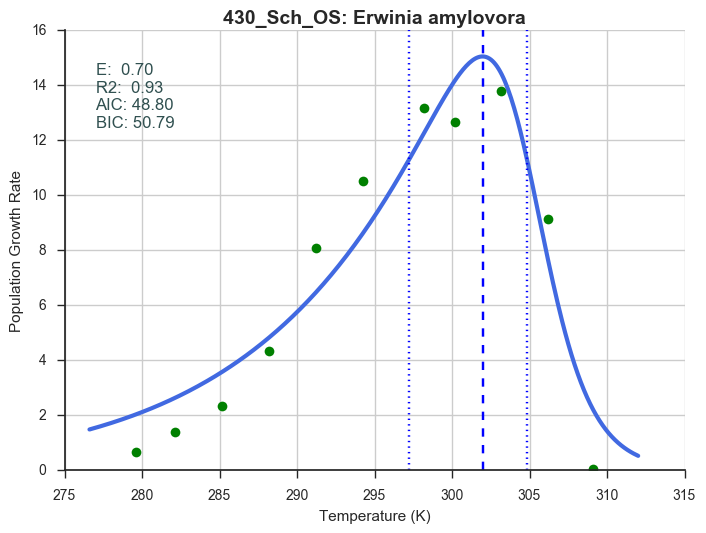 430_Sch_OS: Erwinia amylovora
16
14
12
10
8
6
4
2
0
Population Growth Rate
E:  0.70
R2:  0.93
AIC: 48.80
BIC: 50.79
275 280 285 290 295 300 305 310 315
Temperature (K)